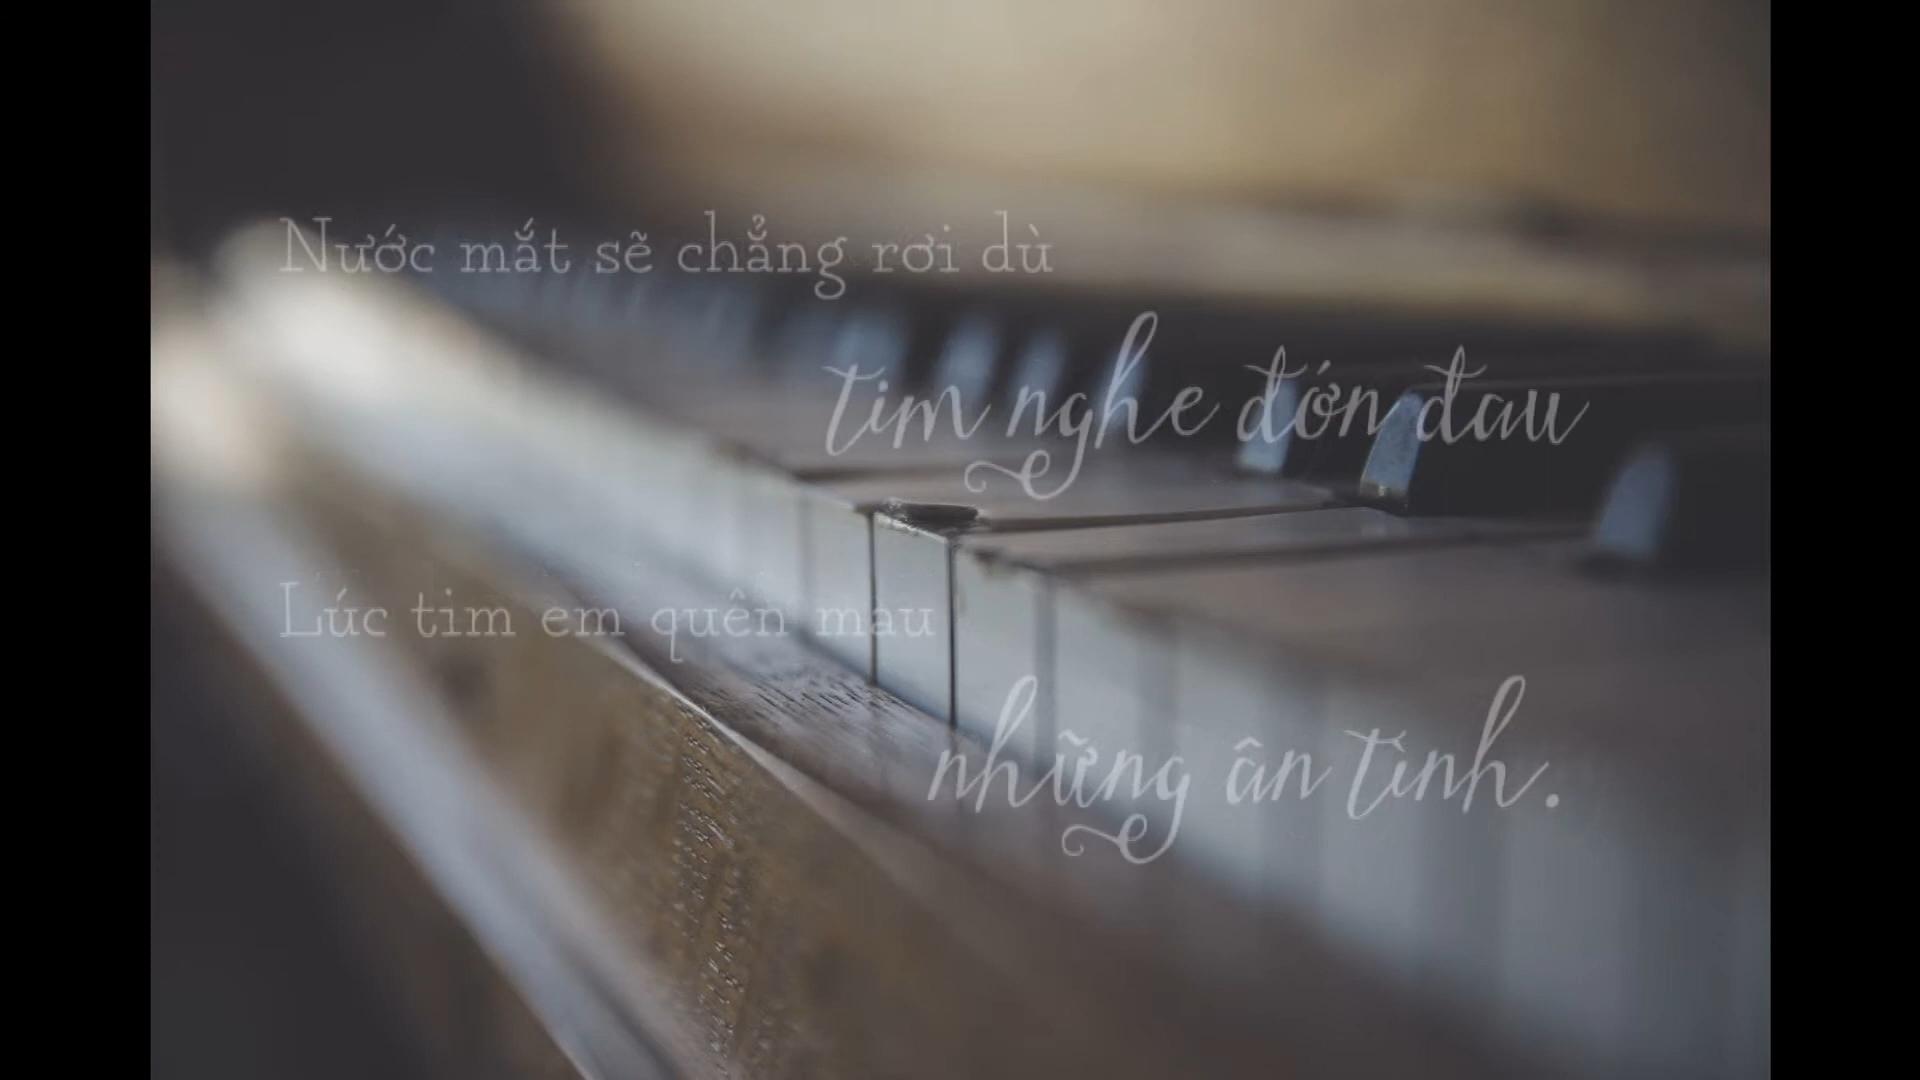 Nước mắt sẽ chẳng rơi dù
tim nghe đớn đau
Lúc tim em quên mau
những ân tình.